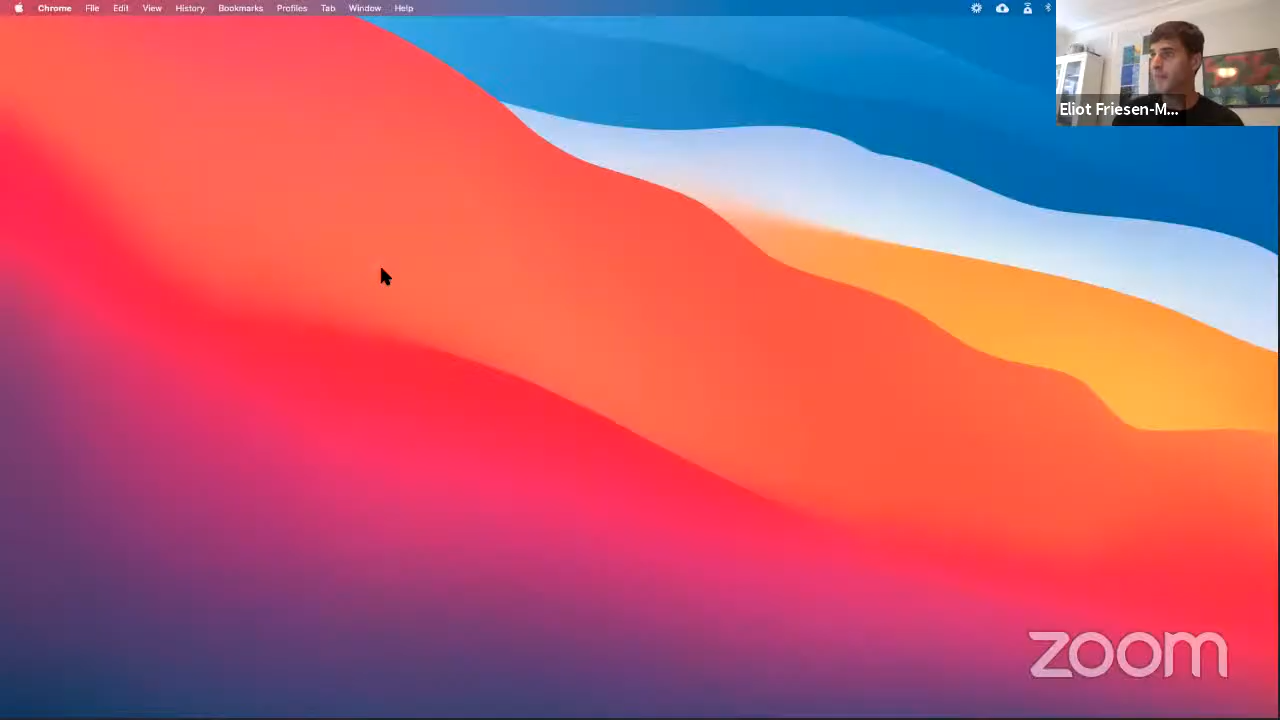 Chrome File Edit View History Bookmarks Profiles Tab Window Help
Eliot Friesen-M...
zoom